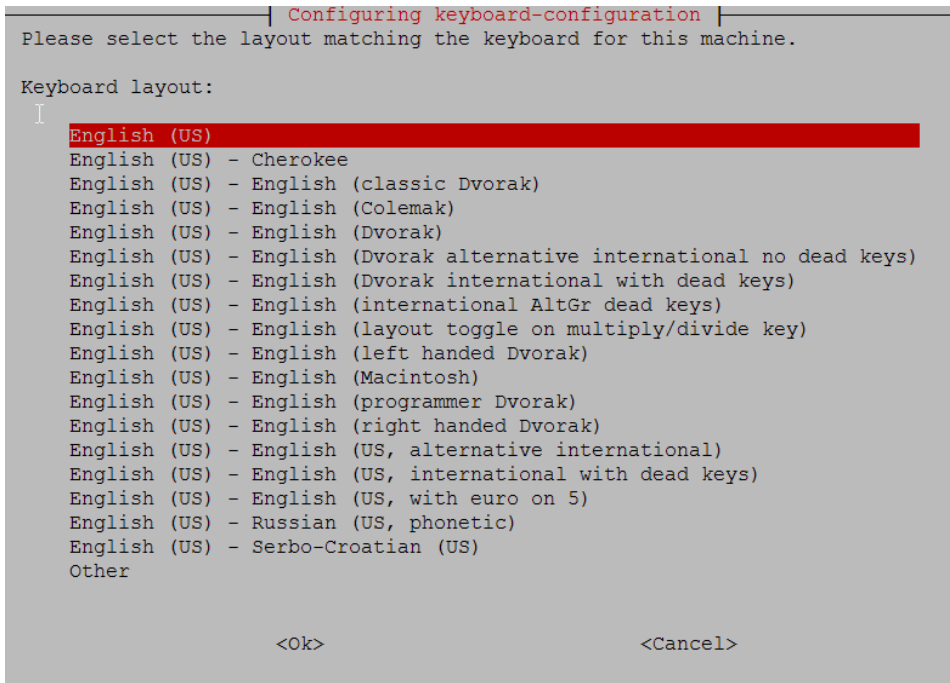 Configuring keyboard-configuration
Please select the layout matching the keyboard for this machine.
Keyboard layout:
English (US)
English (US) - Cherokee
English (US) - English (classic Dvorak)
English (US) - English (Colemak)
English (US) - English (Dvorak)
English (US) - English (Dvorak alternative international no dead keys)
English (US) - English (Dvorak international with dead keys)
English (US) - English (international AltGr dead keys)
English (US) - English (layout toggle on multiply/divide key)
English (US) - English (left handed Dvorak)
English (US) - English (Macintosh)
English (US) - English (programmer Dvorak)
English (US) - English (right handed Dvorak)
English (US) - English (US, alternative international)
English (US) - English (US, international with dead keys)
English (US) - English (US, with euro on 5)
English (US) - Russian (US, phonetic)
English (US) - Serbo-Croatian (US)
Other
<Ok> <Cancel>